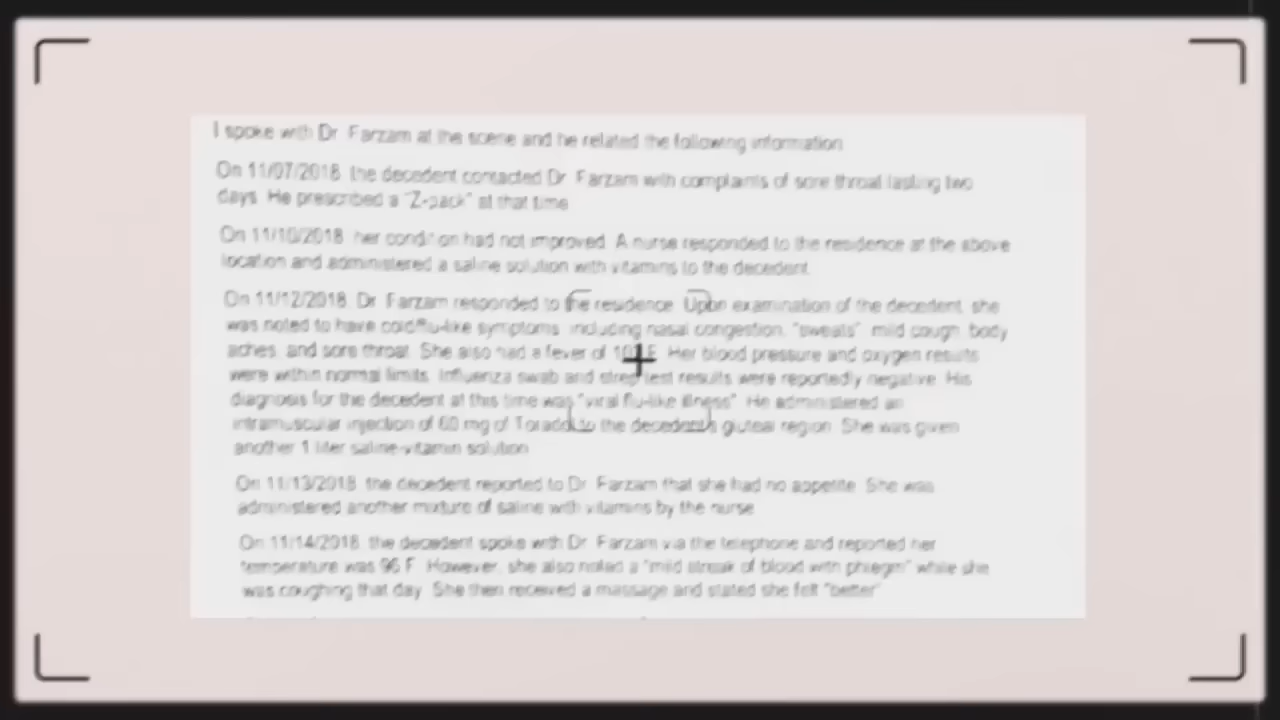 I spoke with Dr. Farzam at the scene and he related the following information
On 11/07/2018 the decedent contacted Dr. Farzam with complaints of sore throat lasting two
days. He prescribed a "Z-pack" at that time
On 11/10/2018 her condition had not improved. A nurse responded to the residence at the above
location and administered a saline solution with vitamins to the decedent
On 11/12/2018 Dr. Farzam responded to the residence. Upon examination of the decedent, she
was noted to have cold/flu-like symptoms including nasal congestion, "sweats" mild cough, body
aches, and sore throat. She also had a fever of F. Her blood pressure and oxygen results
were within normal limits. Influenza swab and strep test results were reportedly negative. His
diagnosis for the decedent at this time was "viral flu-like illness". He administered an
intramuscular injection of 60 mg of Toradol to the decedent's gluteal region. She was given
another 1 liter saline-vitamin solution
On 11/13/2018 the decedent reported to Dr. Farzam that she had no appetite. She was
administered another mixture of saline with vitamins by the nurse
On 11/14/2018 the decedent spoke with Dr. Farzam via the telephone and reported her
temperature was 96 F. However, she also noted a "mild streak of blood with phlegm" while she
was coughing that day. She then received a massage and stated she felt "better"